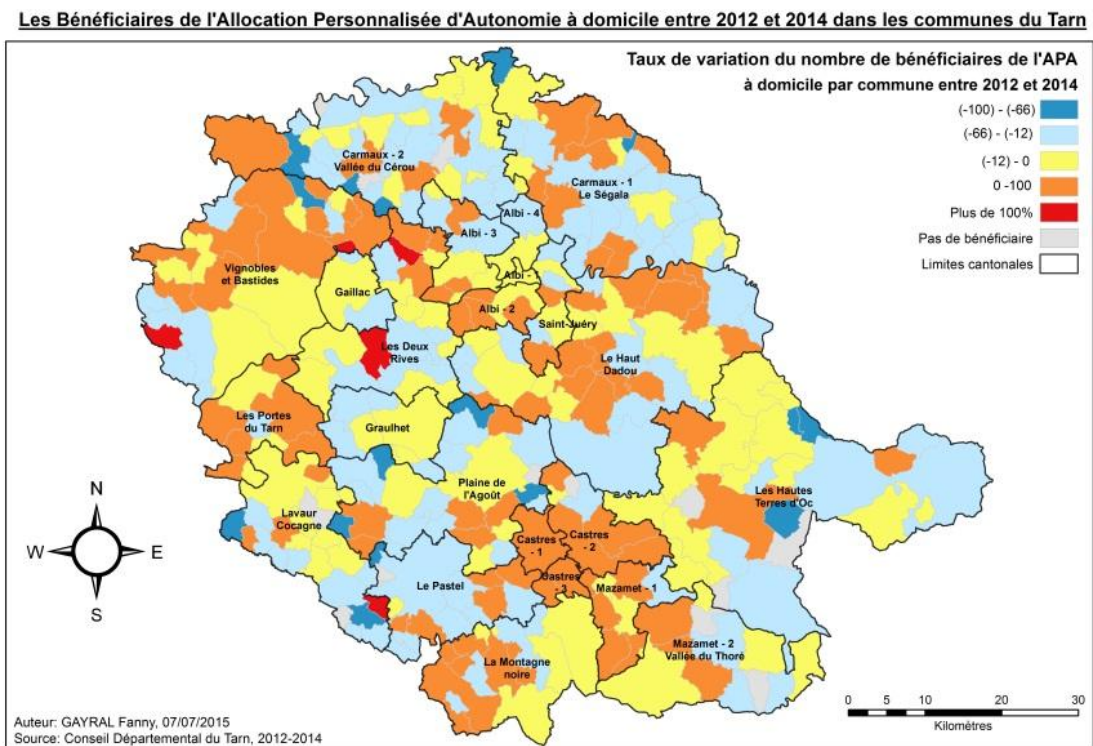 Les Bénéficiaires de l'Allocation Personnalisée d'Autonomie à domicile entre 2012 et 2014 dans les communes du Tarn
Taux de variation du nombre de bénéficiaires de l'APA
à domicile par commune entre 2012 et 2014
(-100) - (-66)
(-66) - (-12)
(-12) - 0
0 -100
Plus de 100%
Pas de bénéficiaire
Limites cantonales
Carmaux - 2
Vallée du Cérou
Carmaux - 1
Le Ségala
Albi - 4
Albi - 3
Albi - 1
Vignobles
et Bastides
Gaillac
Albi - 2
Saint-Juéry
Les Deux
Rives
Le Haut
Dadou
Les Portes
du Tarn
Graulhet
Plaine de
l'Agoût
Les Hautes
Terres d'Oc
Lavaur
Cocagne
Castres
- 1
Castres
- 2
Castres
- 3
Le Pastel
Mazamet - 1
Mazamet - 2
Vallée du Thoré
La Montagne
noire
N
W
E
S
0 5 10 20 30
Kilomètres
Auteur: GAYRAL Fanny, 07/07/2015
Source: Conseil Départemental du Tarn, 2012-2014